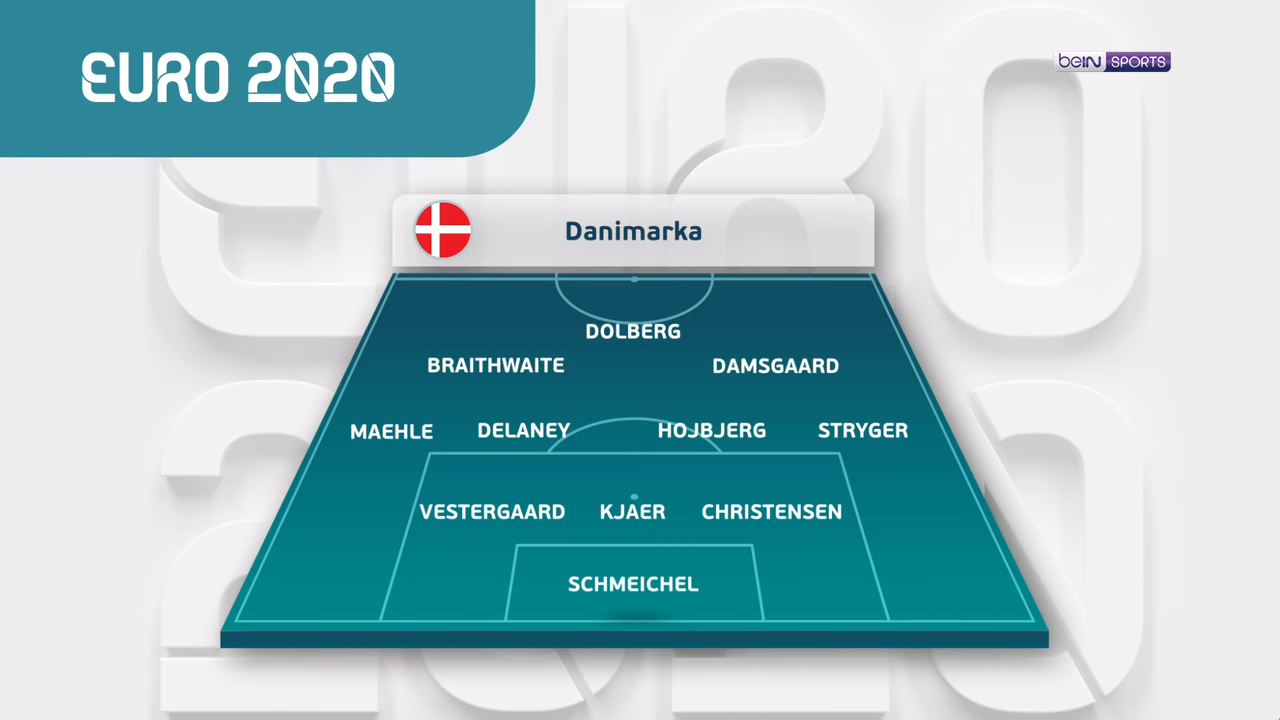 EURO 2020
beIN SPORTS
Danimarka
DOLBERG
BRAITHWAITE DAMSGAARD
MAEHLE DELANEY HOJBJERG STRYGER
VESTERGAARD KJAER CHRISTENSEN
SCHMEICHEL